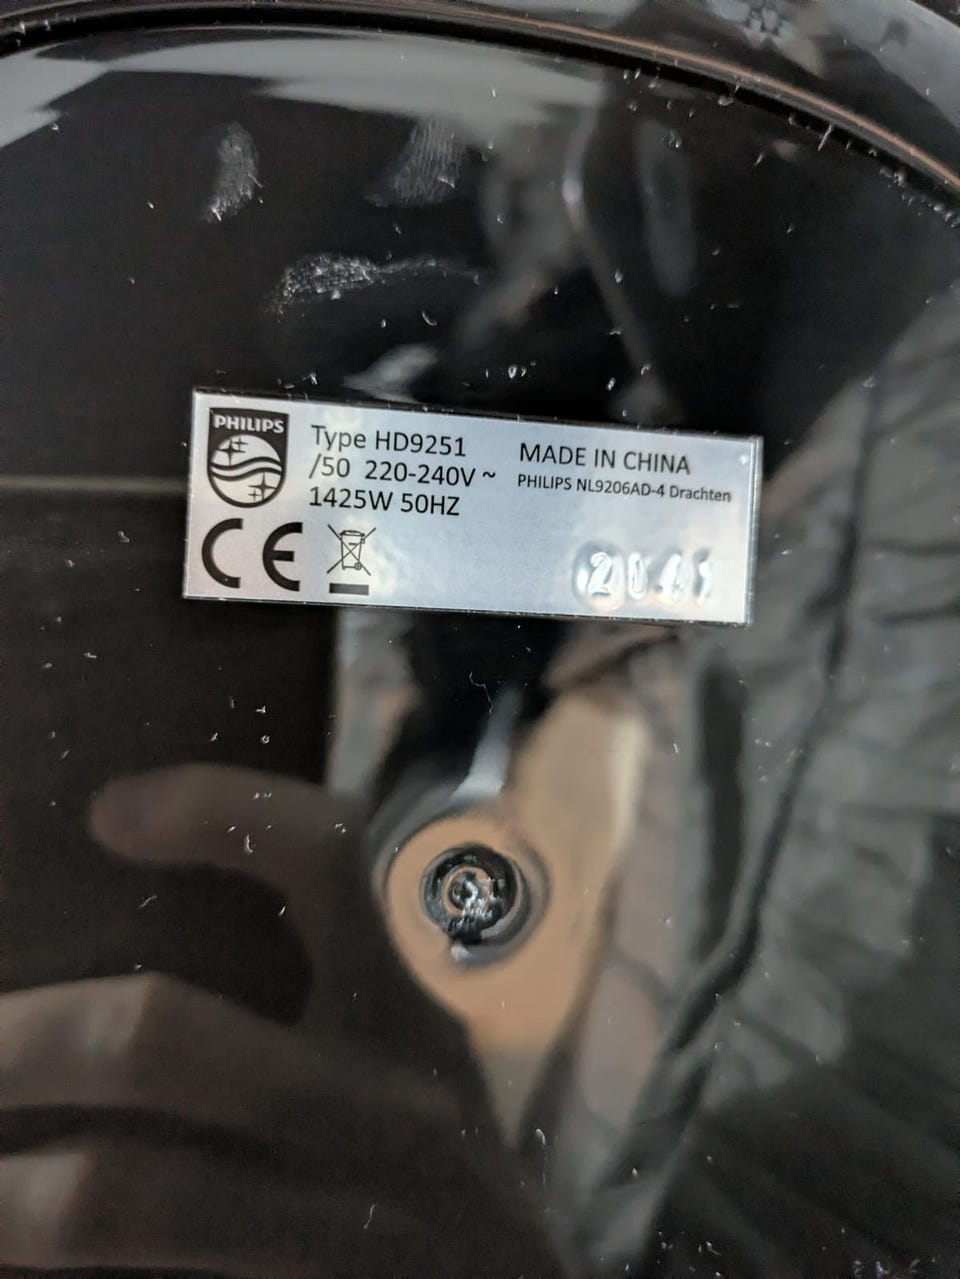 PHILIPS
Type HD9251
/50 220-240V ~
1425W 50HZ
MADE IN CHINA
PHILIPS NL9206AD-4 Drachten
CE